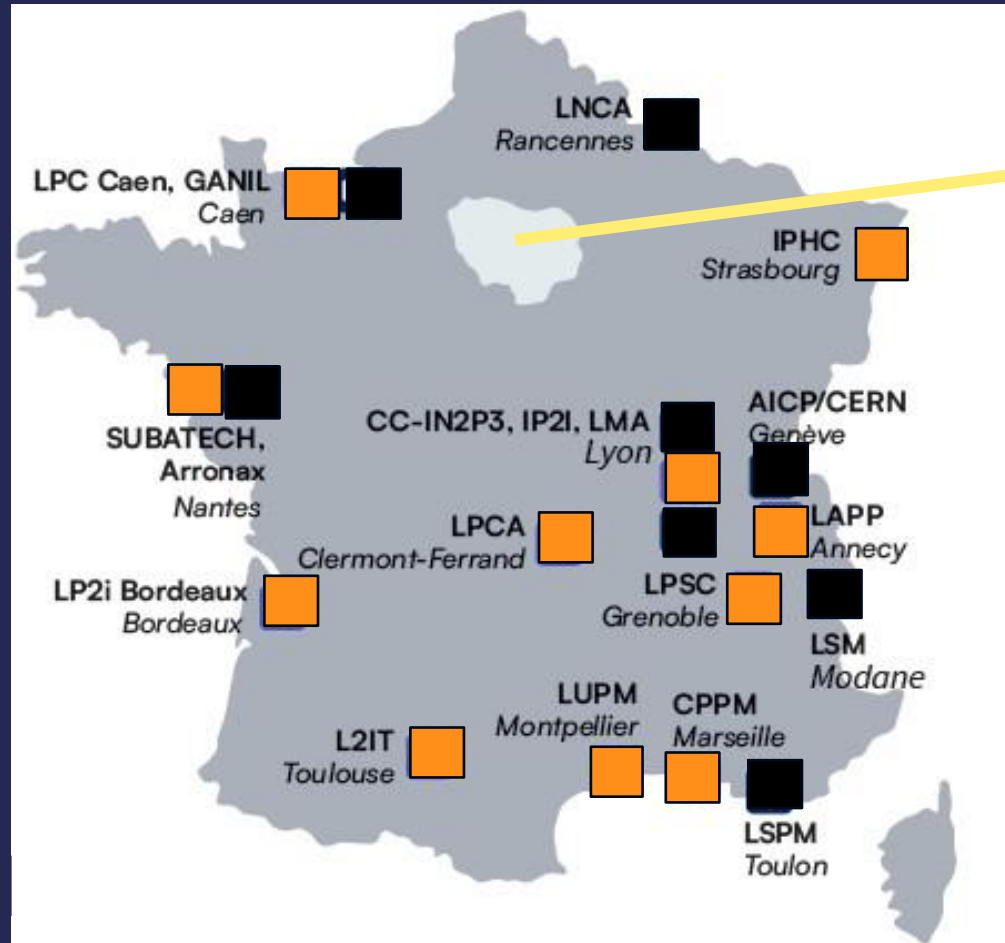 LNCA
Rancennes
LPC Caen, GANIL
Caen
IPHC
Strasbourg
SUBATECH,
Arronax
Nantes
CC-IN2P3, IP2I, LMA
Lyon
AICP/CERN
Genève
LPCA
Clermont-Ferrand
LAPP
Annecy
LP2i Bordeaux
Bordeaux
LPSC
Grenoble
LSM
Modane
LUPM
Montpellier
CPPM
Marseille
L2IT
Toulouse
LSPM
Toulon